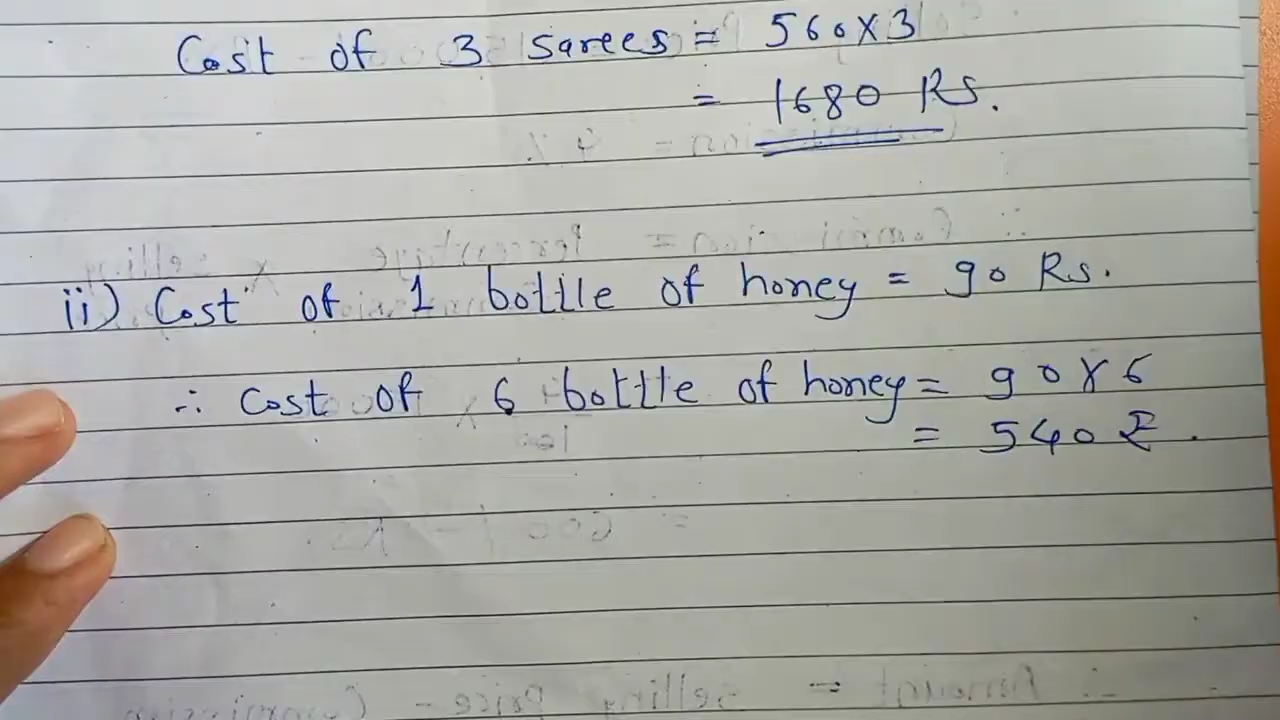 Cost of 3 sarees = 560×3
= 1680 Rs.
ii) Cost of 1 bottle of honey = 90 Rs.
∴ cost of 6 bottle of honey = 90×6
= 540 ₹.